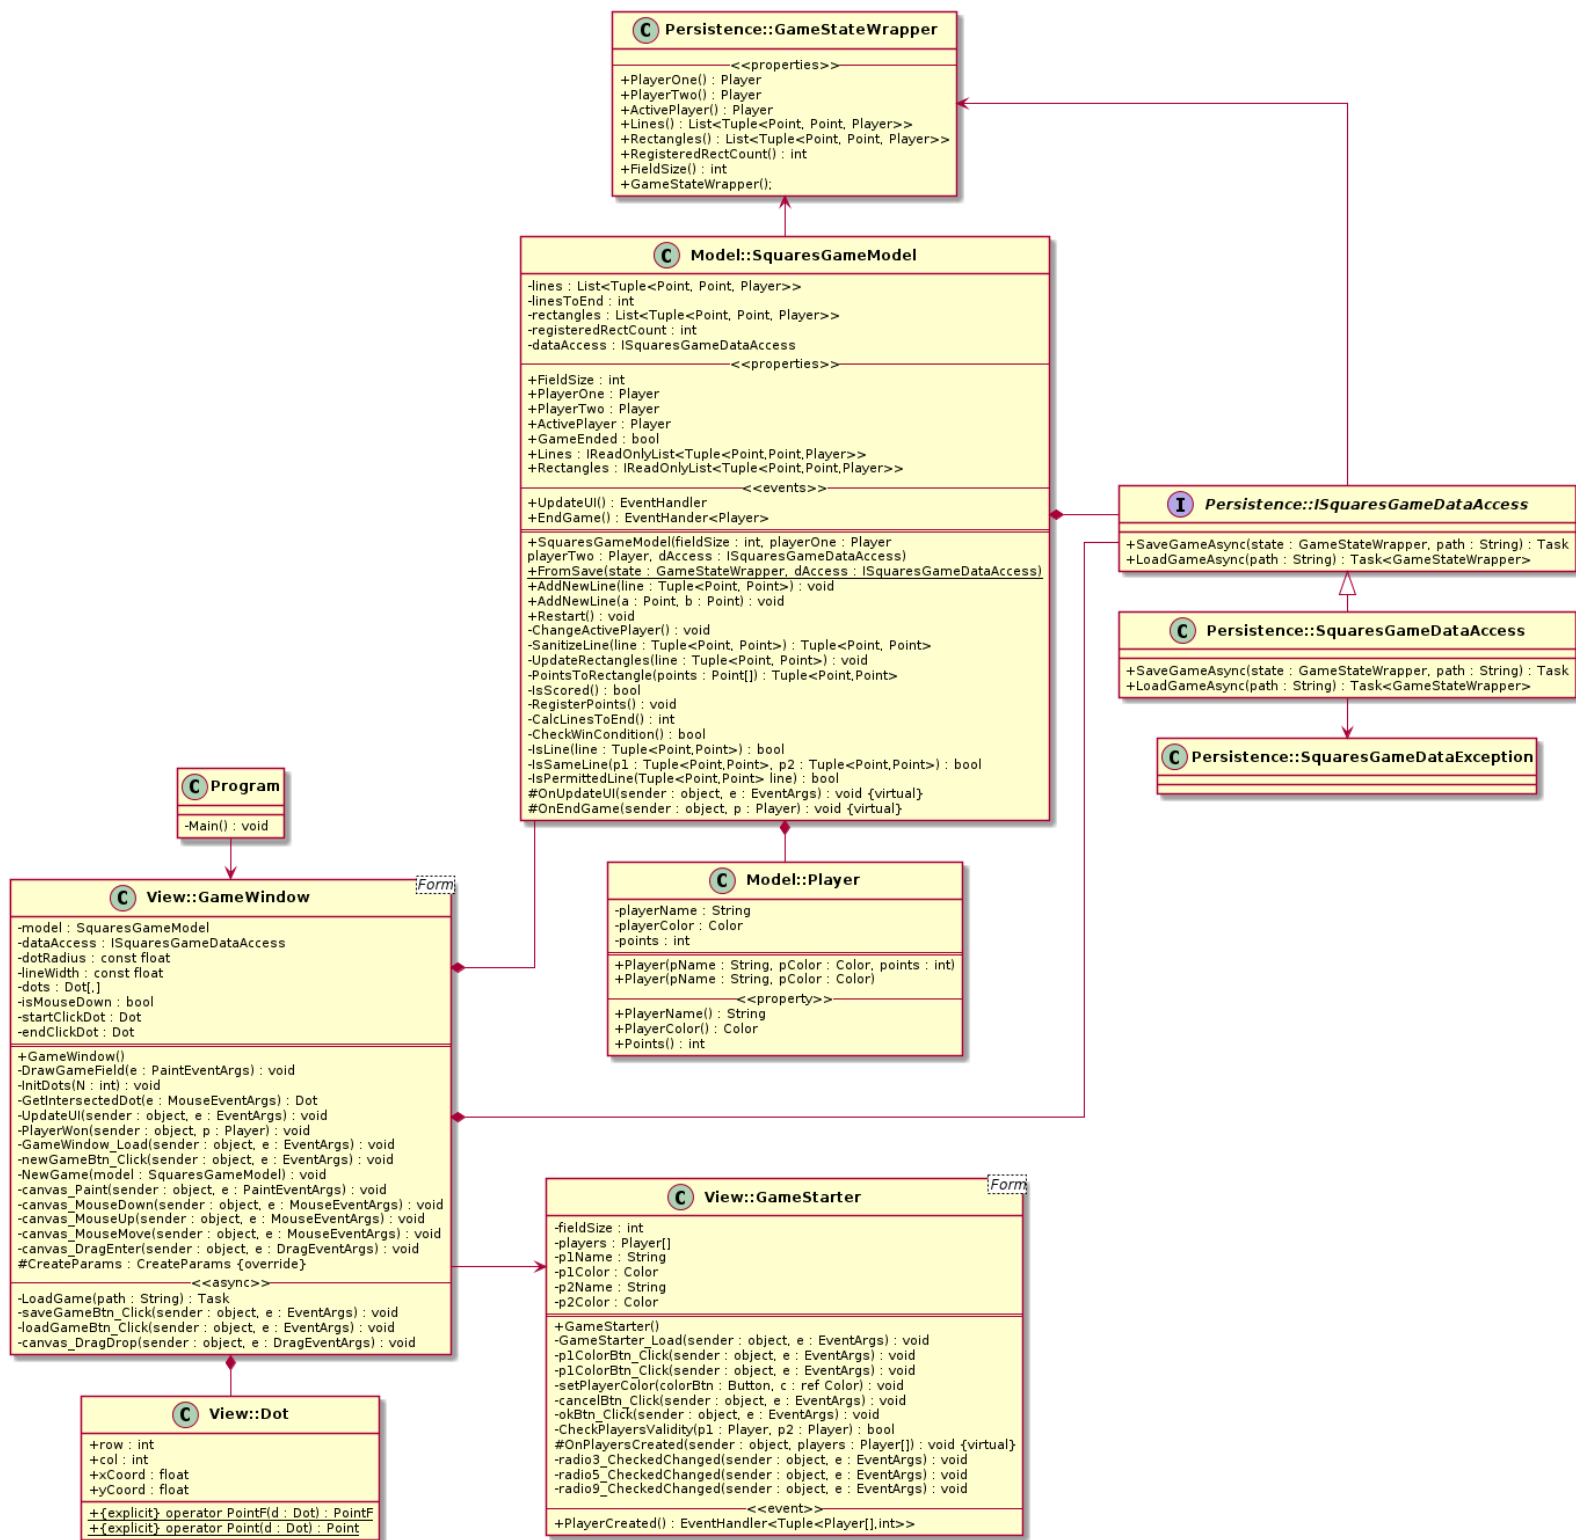 C Persistence::GameStateWrapper
<<properties>>
+PlayerOne() : Player
+PlayerTwo() : Player
+ActivePlayer() : Player
+Lines() : List<Tuple<Point, Point, Player>>
+Rectangles() : List<Tuple<Point, Point, Player>>
+RegisteredRectCount() : int
+FieldSize() : int
+GameStateWrapper();
C Model::SquaresGameModel
-lines : List<Tuple<Point, Point, Player>>
-linesToEnd : int
-rectangles : List<Tuple<Point, Point, Player>>
-registeredRectCount : int
-dataAccess : ISquaresGameDataAccess
<<properties>>
+FieldSize : int
+PlayerOne : Player
+PlayerTwo : Player
+ActivePlayer : Player
+GameEnded : bool
+Lines : IReadOnlyList<Tuple<Point,Point,Player>>
+Rectangles : IReadOnlyList<Tuple<Point,Point,Player>>
<<events>>
+UpdateUI() : EventHandler
+EndGame() : EventHander<Player>
+SquaresGameModel(fieldSize : int, playerOne : Player
playerTwo : Player, dAccess : ISquaresGameDataAccess)
+FromSave(state : GameStateWrapper, dAccess : ISquaresGameDataAccess)
+AddNewLine(line : Tuple<Point, Point>) : void
+AddNewLine(a : Point, b : Point) : void
+Restart() : void
-ChangeActivePlayer() : void
-SanitizeLine(line : Tuple<Point, Point>) : Tuple<Point, Point>
-UpdateRectangles(line : Tuple<Point, Point>) : void
-PointsToRectangle(points : Point[]) : Tuple<Point,Point>
-IsScored() : bool
-RegisterPoints() : void
-CalcLinesToEnd() : int
-CheckWinCondition() : bool
-IsLine(line : Tuple<Point,Point>) : bool
-IsSameLine(p1 : Tuple<Point,Point>, p2 : Tuple<Point,Point>) : bool
-IsPermittedLine(Tuple<Point,Point> line) : bool
#OnUpdateUI(sender : object, e : EventArgs) : void {virtual}
#OnEndGame(sender : object, p : Player) : void {virtual}
I Persistence::ISquaresGameDataAccess
+SaveGameAsync(state : GameStateWrapper, path : String) : Task
+LoadGameAsync(path : String) : Task<GameStateWrapper>
C Persistence::SquaresGameDataAccess
+SaveGameAsync(state : GameStateWrapper, path : String) : Task
+LoadGameAsync(path : String) : Task<GameStateWrapper>
C Persistence::SquaresGameDataException
C Program
-Main() : void
C Model::Player
-playerName : String
-playerColor : Color
-points : int
+Player(pName : String, pColor : Color, points : int)
+Player(pName : String, pColor : Color)
<<property>>
+PlayerName() : String
+PlayerColor() : Color
+Points() : int
C View::GameWindow Form
-model : SquaresGameModel
-dataAccess : ISquaresGameDataAccess
-dotRadius : const float
-lineWidth : const float
-dots : Dot[,]
-isMouseDown : bool
-startClickDot : Dot
-endClickDot : Dot
+GameWindow()
-DrawGameField(e : PaintEventArgs) : void
-InitDots(N : int) : void
-GetIntersectedDot(e : MouseEventArgs) : Dot
-UpdateUI(sender : object, e : EventArgs) : void
-PlayerWon(sender : object, p : Player) : void
-GameWindow_Load(sender : object, e : EventArgs) : void
-newGameBtn_Click(sender : object, e : EventArgs) : void
-NewGame(model : SquaresGameModel) : void
-canvas_Paint(sender : object, e : PaintEventArgs) : void
-canvas_MouseDown(sender : object, e : MouseEventArgs) : void
-canvas_MouseUp(sender : object, e : MouseEventArgs) : void
-canvas_MouseMove(sender : object, e : MouseEventArgs) : void
-canvas_DragEnter(sender : object, e : DragEventArgs) : void
#CreateParams : CreateParams {override}
<<async>>
-LoadGame(path : String) : Task
-saveGameBtn_Click(sender : object, e : EventArgs) : void
-loadGameBtn_Click(sender : object, e : EventArgs) : void
-canvas_DragDrop(sender : object, e : DragEventArgs) : void
C View::GameStarter Form
-fieldSize : int
-players : Player[]
-p1Name : String
-p1Color : Color
-p2Name : String
-p2Color : Color
+GameStarter()
-GameStarter_Load(sender : object, e : EventArgs) : void
-p1ColorBtn_Click(sender : object, e : EventArgs) : void
-p1ColorBtn_Click(sender : object, e : EventArgs) : void
-setPlayerColor(colorBtn : Button, c : ref Color) : void
-cancelBtn_Click(sender : object, e : EventArgs) : void
-okBtn_Click(sender : object, e : EventArgs) : void
-CheckPlayersValidity(p1 : Player, p2 : Player) : bool
#OnPlayersCreated(sender : object, players : Player[]) : void {virtual}
-radio3_CheckedChanged(sender : object, e : EventArgs) : void
-radio5_CheckedChanged(sender : object, e : EventArgs) : void
-radio9_CheckedChanged(sender : object, e : EventArgs) : void
<<event>>
+PlayerCreated() : EventHandler<Tuple<Player[],int>>
C View::Dot
+row : int
+col : int
+xCoord : float
+yCoord : float
+{explicit} operator PointF(d : Dot) : PointF
+{explicit} operator Point(d : Dot) : Point